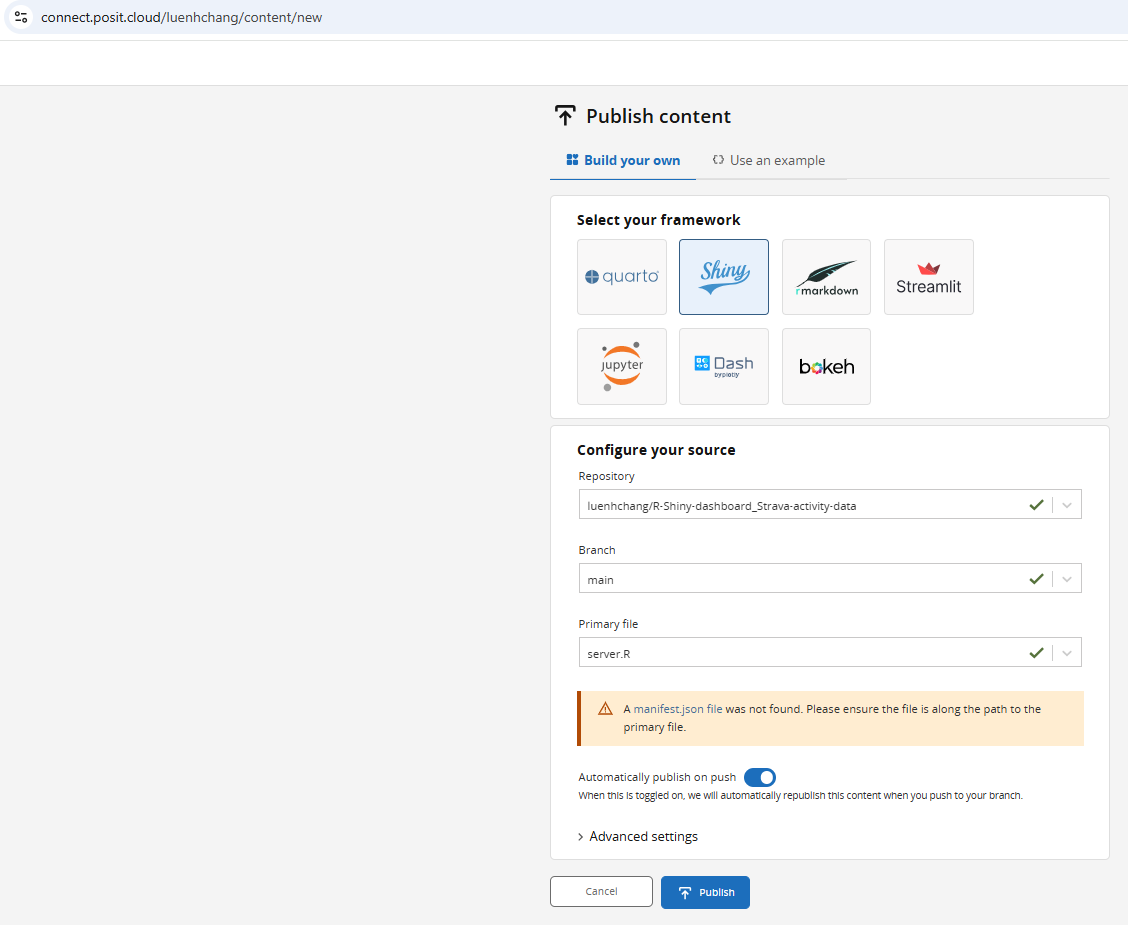 connect.posit.cloud/luenhchang/content/new
Publish content
Build your own
Use an example
Select your framework
quarto
Shiny
rmarkdown
Streamlit
jupyter
Dash
by plotly
bokeh
Configure your source
Repository
luenhchang/R-Shiny-dashboard_Strava-activity-data
Branch
main
Primary file
server.R
A manifest.json file was not found. Please ensure the file is along the path to the
primary file.
Automatically publish on push
When this is toggled on, we will automatically republish this content when you push to your branch.
Advanced settings
Cancel
Publish